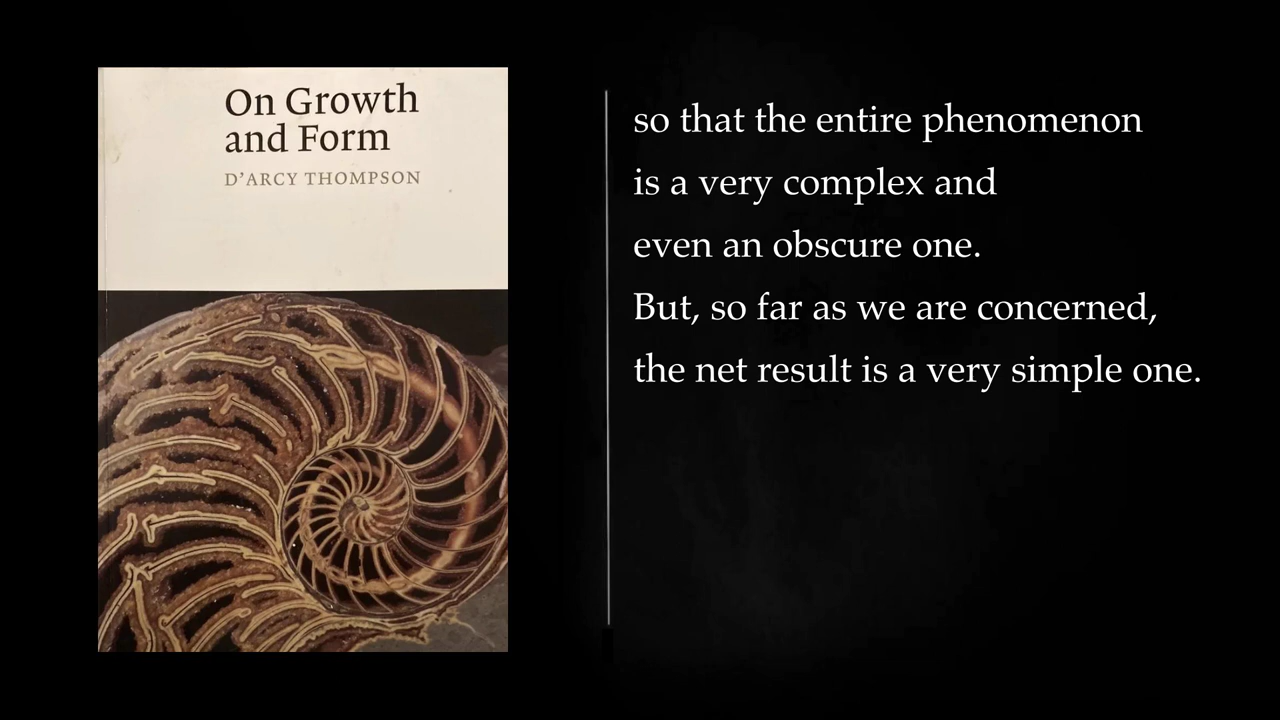 On Growth
and Form
D'ARCY THOMPSON
so that the entire phenomenon
is a very complex and
even an obscure one.
But, so far as we are concerned,
the net result is a very simple one.